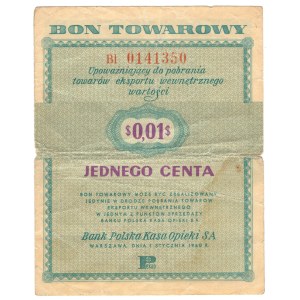 BON TOWAROWY
BI 0141350
Upoważniający do pobrania
towarów eksportu wewnętrznego
wartości
$0,01$
JEDNEGO CENTA
BON TOWAROWY MOŻE BYĆ ZREALIZOWANY
JEDYNIE W DRODZE POBRANIA TOWARÓW
EKSPORTU WEWNĘTRZNEGO
W JEDNYM Z PUNKTÓW SPRZEDAŻY
BANKU POLSKA KASA OPIEKI S.A.
Bank Polska Kasa Opieki S.A.
WARSZAWA, DNIA 1 STYCZNIA 1960 R.